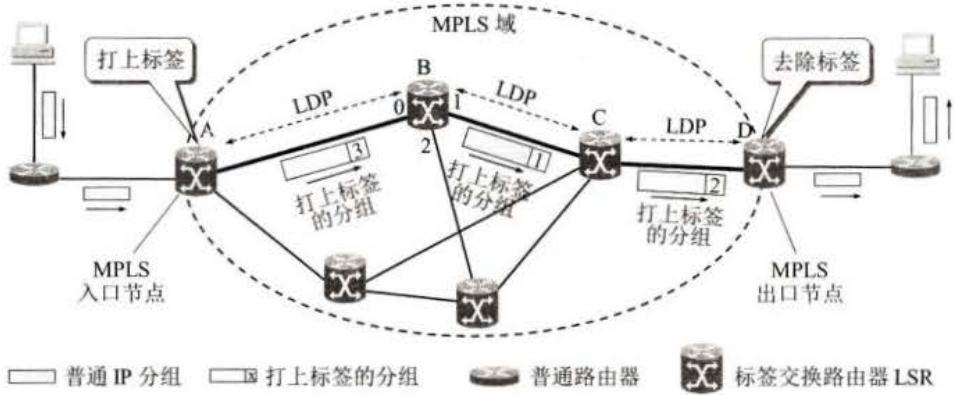 MPLS 域
打上标签
去除标签
B
LDP
0
1
LDP
C
LDP
A
D
2
3
1
2
打上标签
的分组
打上标签
的分组
打上标签
的分组
MPLS
入口节点
MPLS
出口节点
普通 IP 分组
x 打上标签的分组
普通路由器
标签交换路由器 LSR